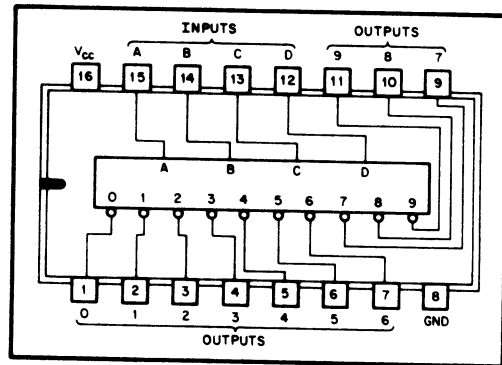 INPUTS OUTPUTS
VCC A B C D 9 8 7
16 15 14 13 12 11 10 9
A B C D
0 1 2 3 4 5 6 7 8 9
1 2 3 4 5 6 7 8
0 1 2 3 4 5 6 GND
OUTPUTS